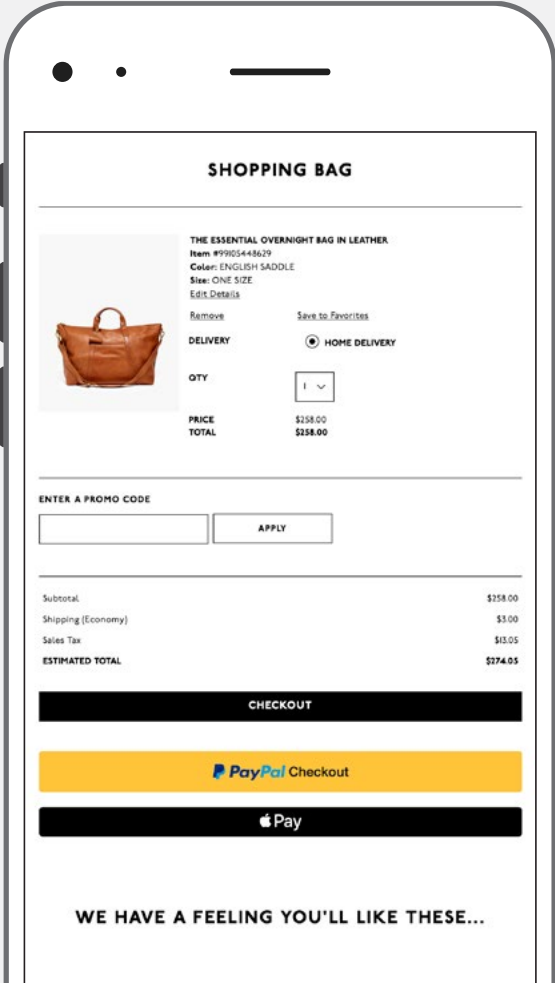 SHOPPING BAG
THE ESSENTIAL OVERNIGHT BAG IN LEATHER
Item #99105448629
Color: ENGLISH SADDLE
Size: ONE SIZE
Edit Details
Remove Save to Favorites
DELIVERY HOME DELIVERY
QTY 1
PRICE $258.00
TOTAL $258.00
ENTER A PROMO CODE
APPLY
Subtotal $258.00
Shipping (Economy) $3.00
Sales Tax $13.05
ESTIMATED TOTAL $274.05
CHECKOUT
PayPal Checkout
Pay
WE HAVE A FEELING YOU'LL LIKE THESE...